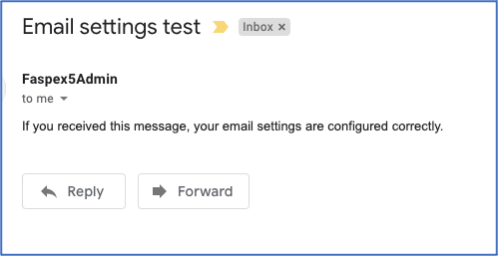 Email settings test Inbox ×
Faspex5Admin
to me
If you received this message, your email settings are configured correctly.
Reply Forward